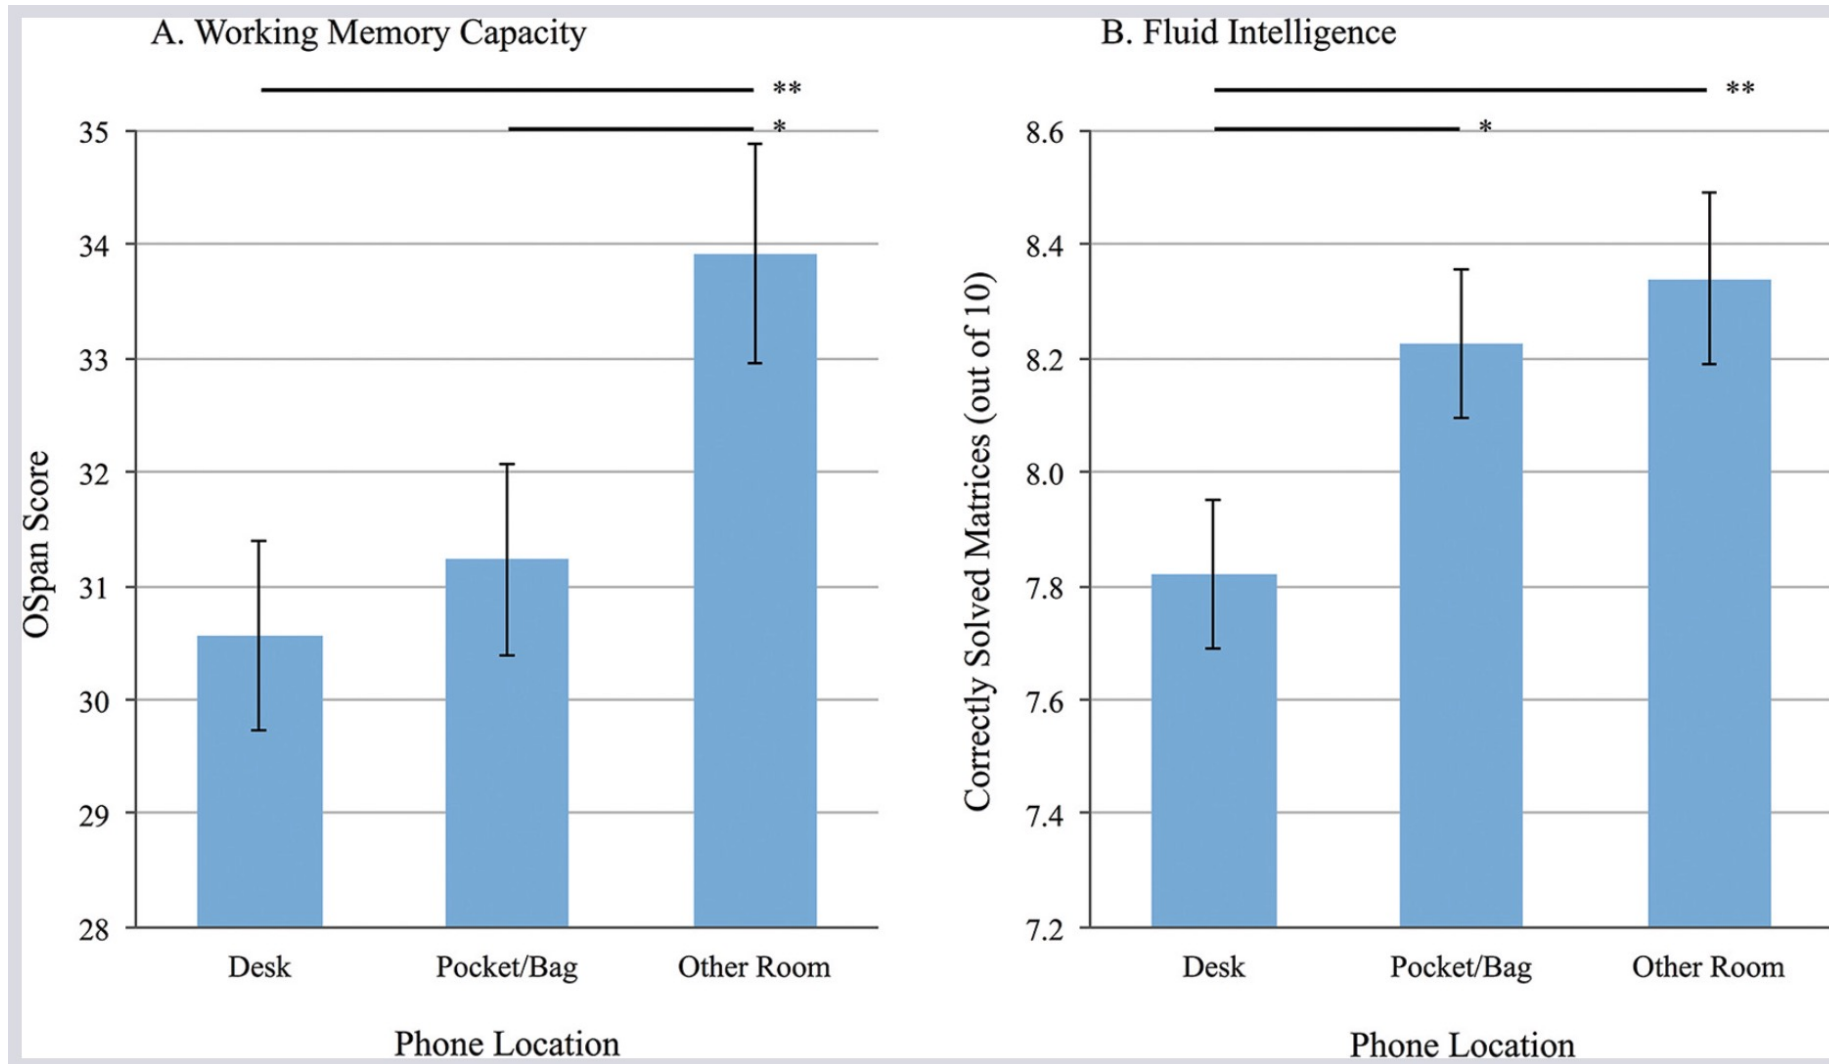 A. Working Memory Capacity
**
*
35
34
33
32
31
30
29
28
OSpan Score
Desk
Pocket/Bag
Other Room
Phone Location
B. Fluid Intelligence
**
*
8.6
8.4
8.2
8.0
7.8
7.6
7.4
7.2
Correctly Solved Matrices (out of 10)
Desk
Pocket/Bag
Other Room
Phone Location